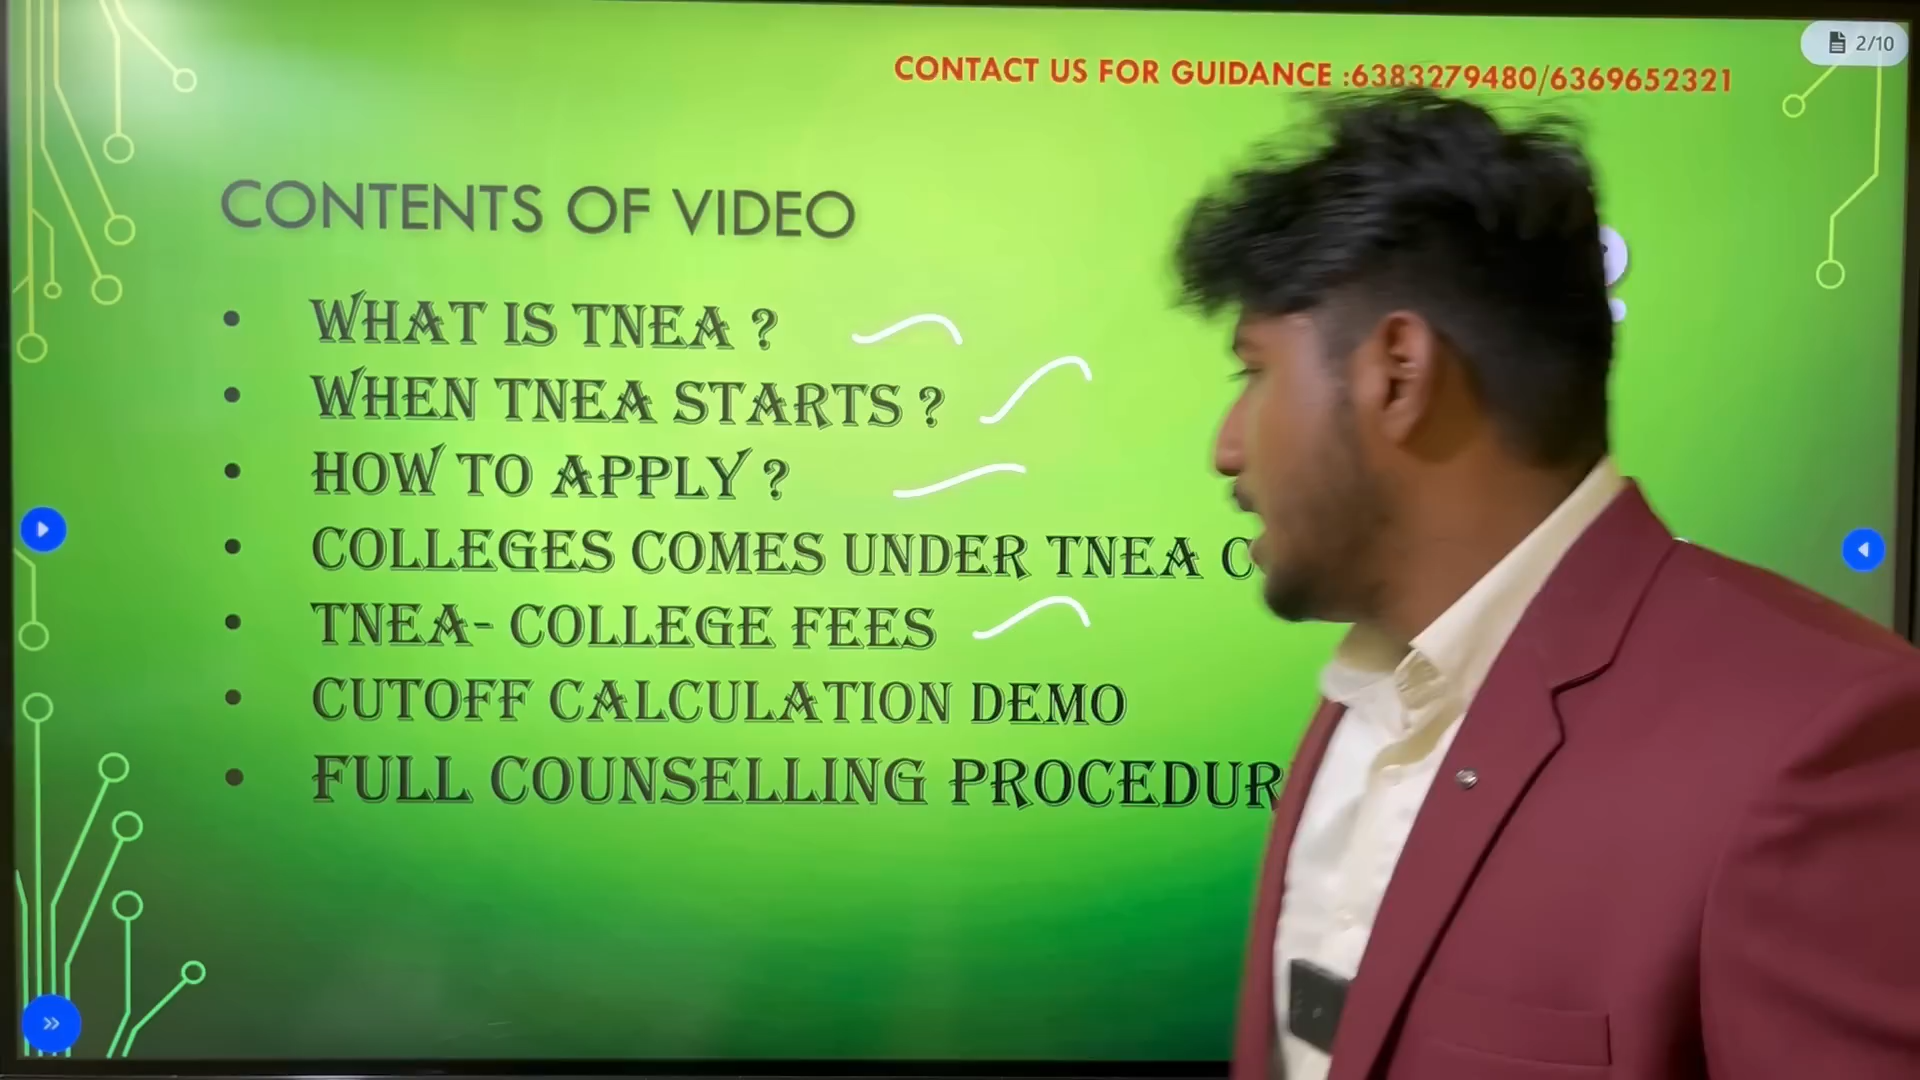 2/10
CONTACT US FOR GUIDANCE :6383279480/6369652321
CONTENTS OF VIDEO
• WHAT IS TNEA ?
• WHEN TNEA STARTS ?
• HOW TO APPLY ?
• COLLEGES COMES UNDER TNEA
• TNEA- COLLEGE FEES
• CUTOFF CALCULATION DEMO
• FULL COUNSELLING PROCEDUR